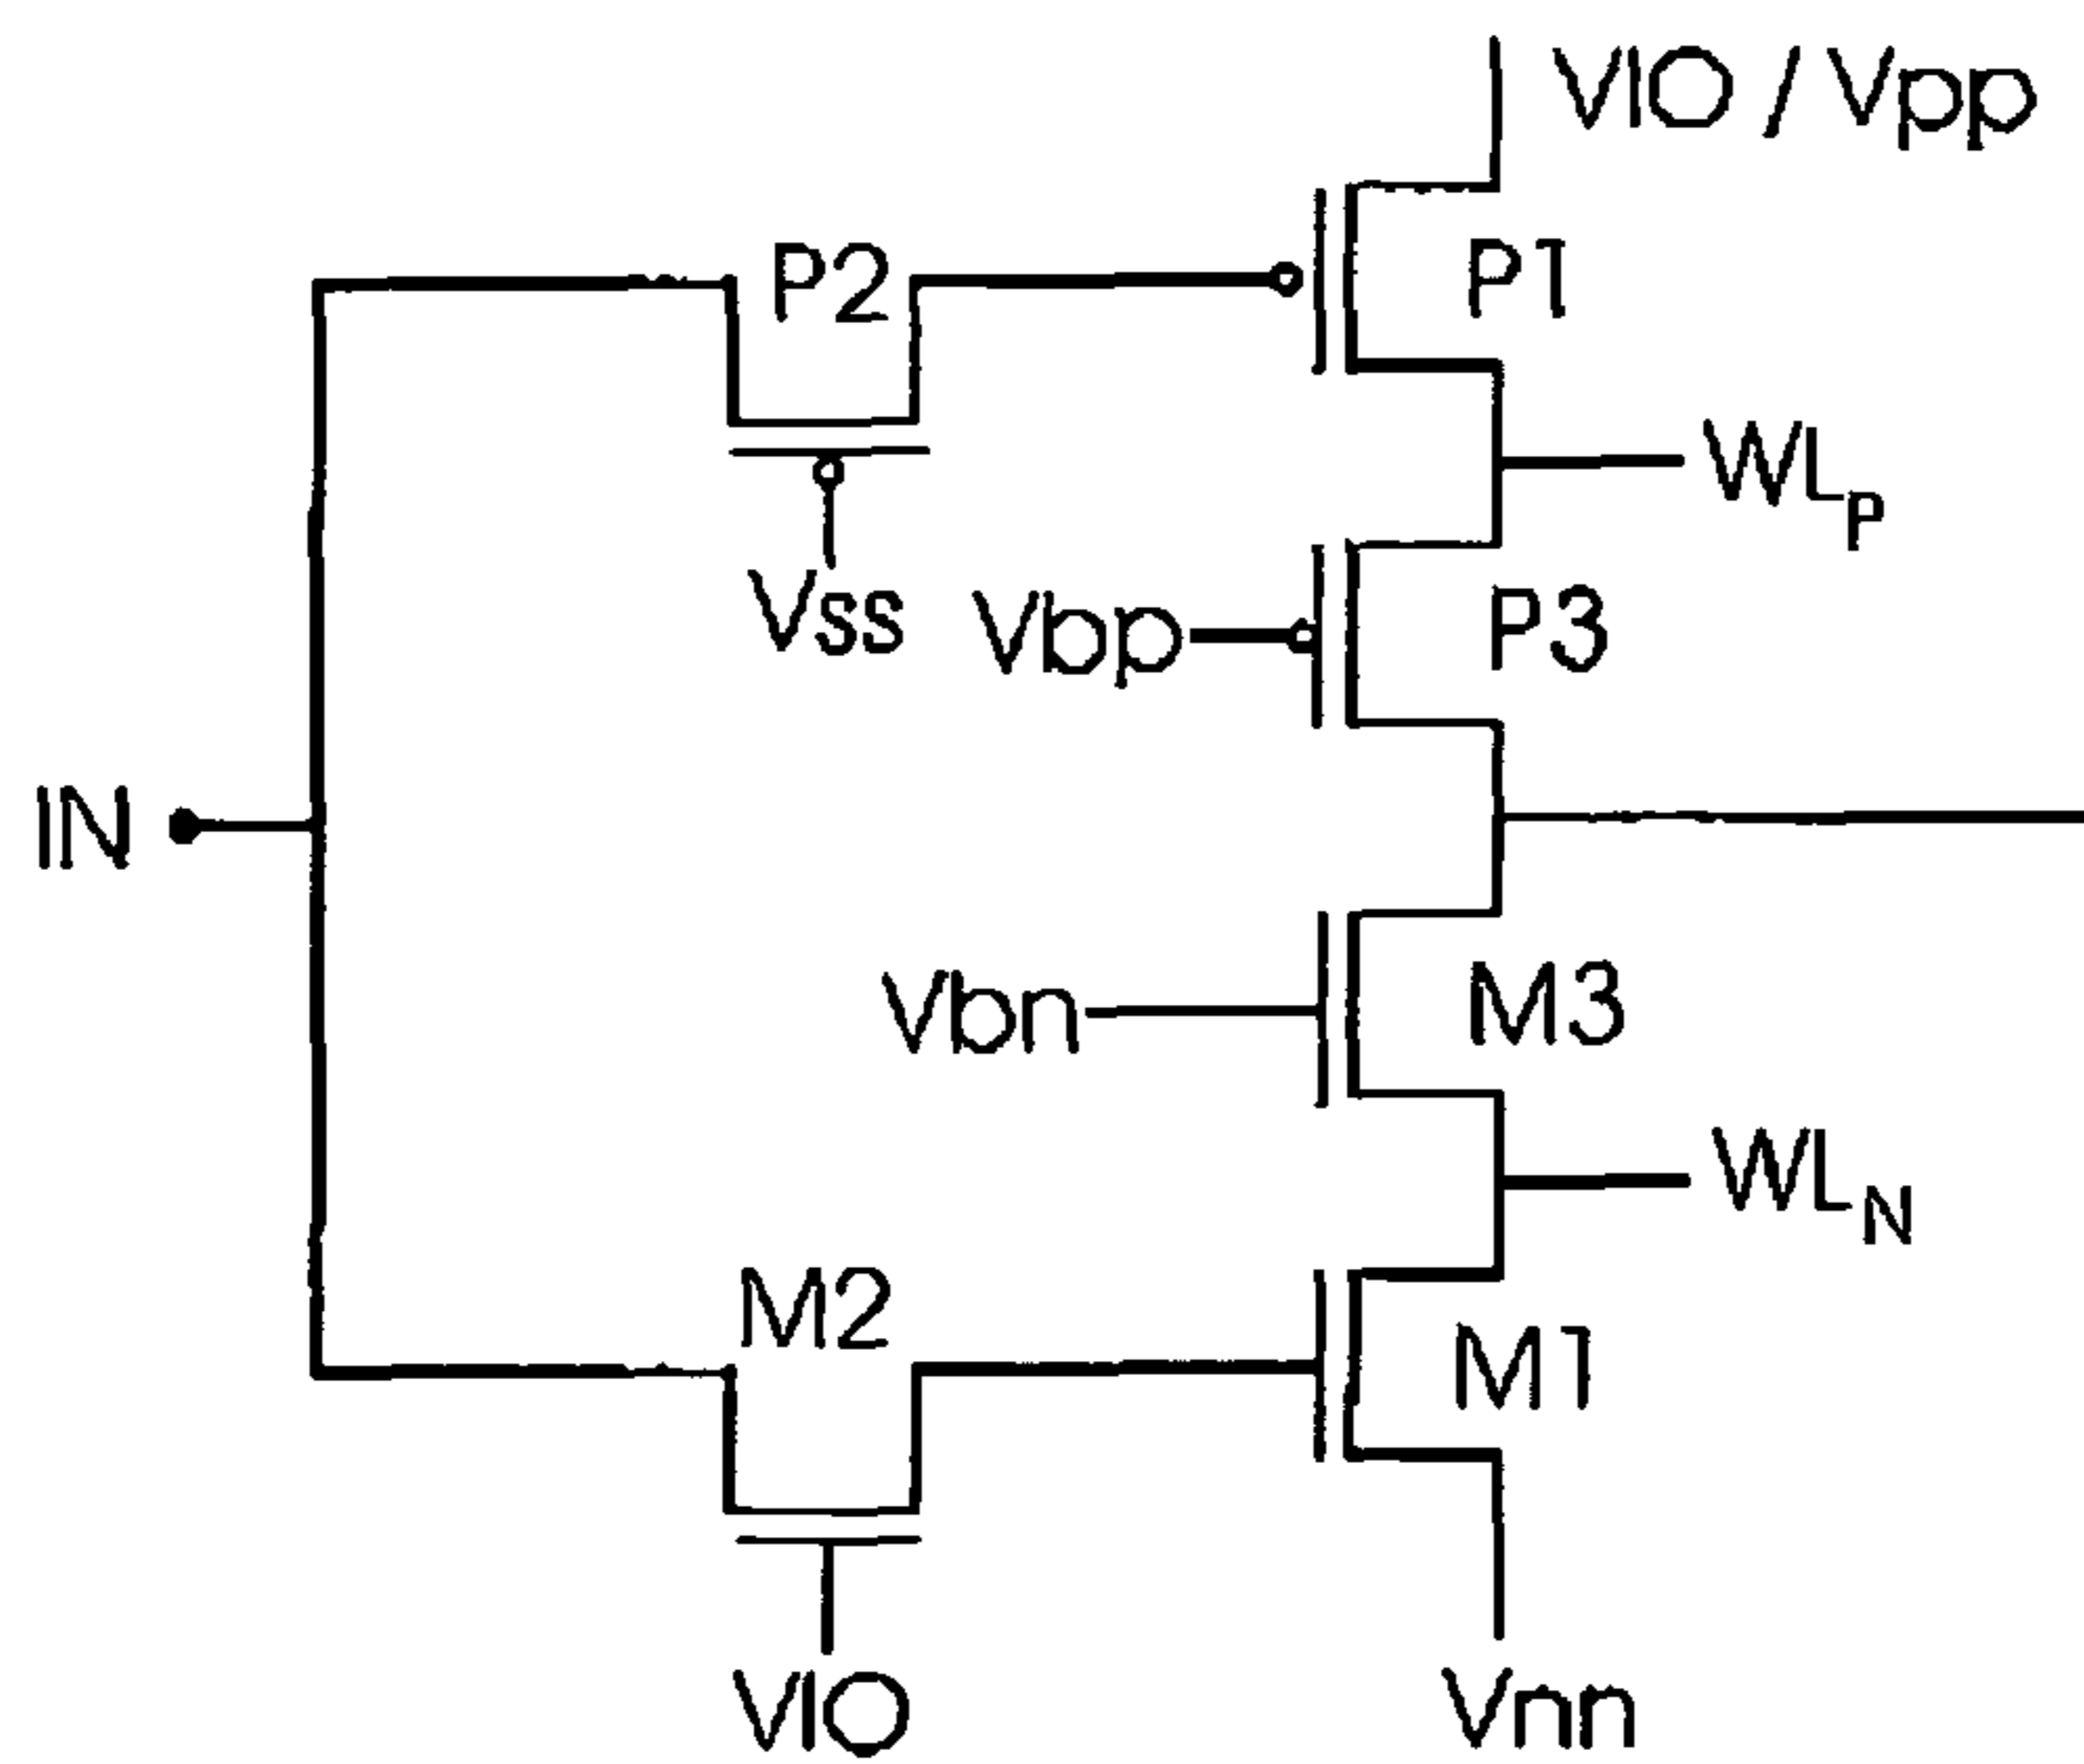 VIO / Vpp
P2
P1
WLP
Vss
Vbp
P3
IN
Vbn
M3
WLN
M2
M1
VIO
Vnn